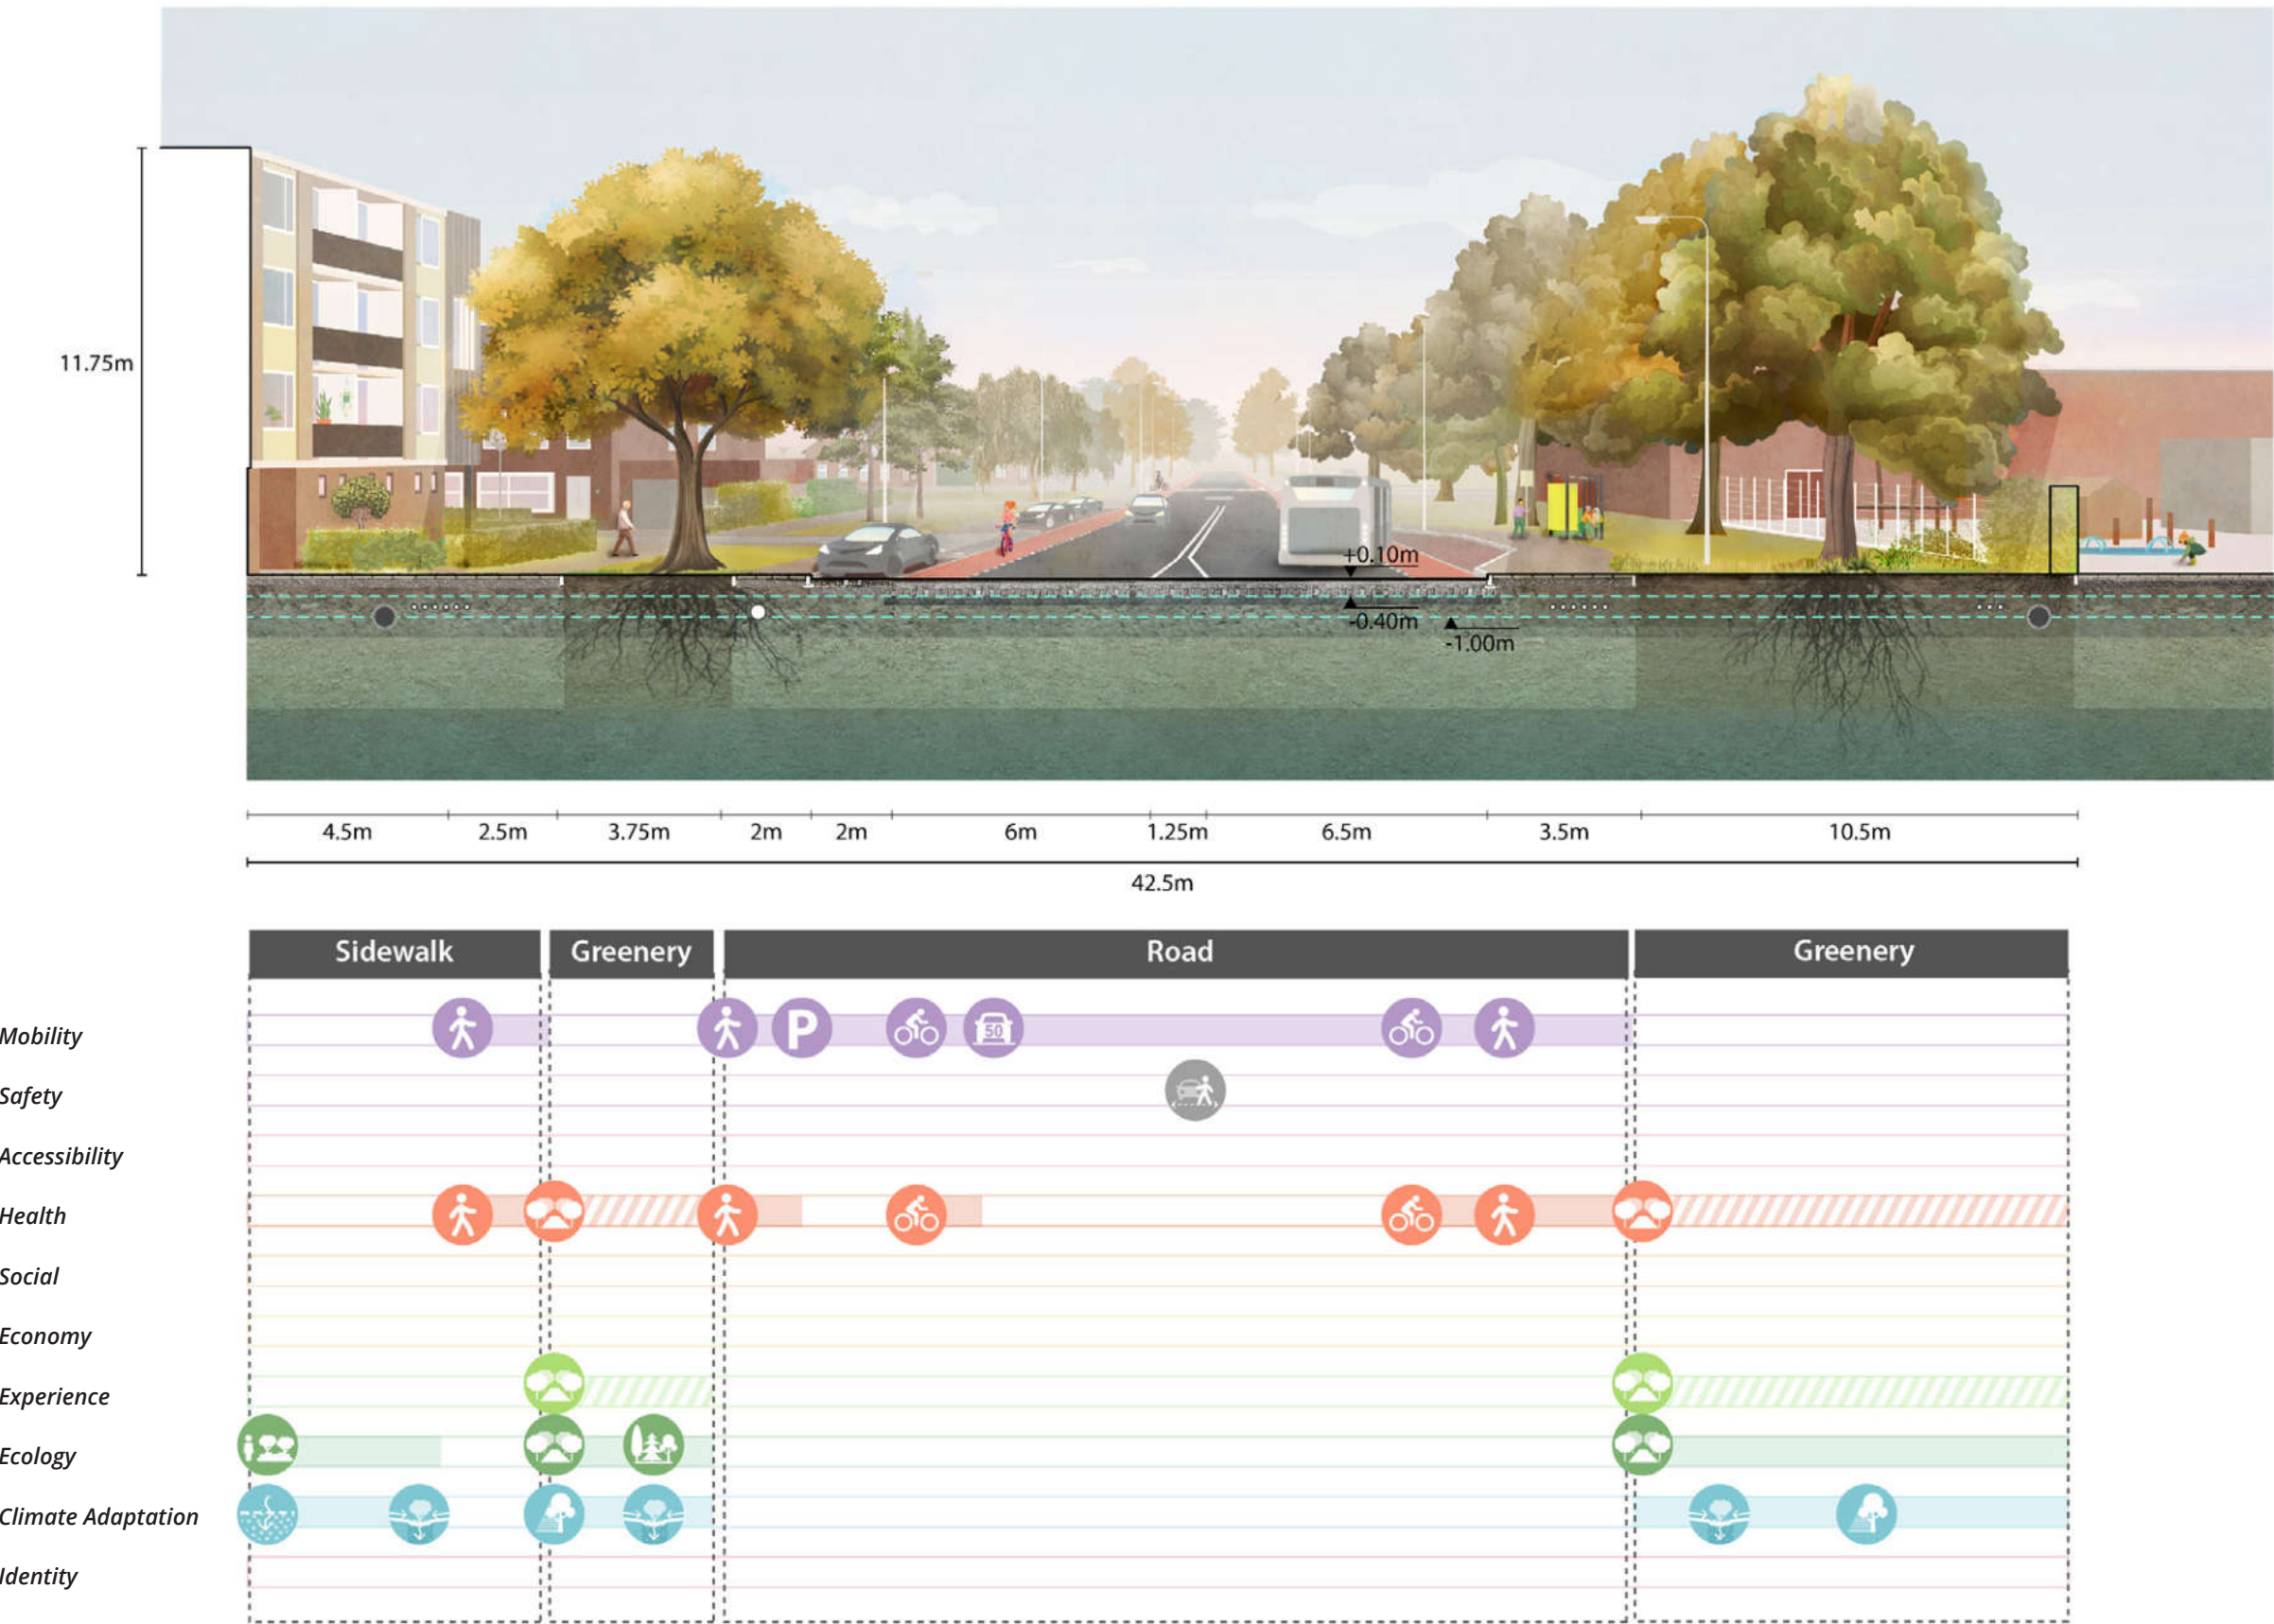 11.75m
+0.10m
-0.40m
-1.00m
4.5m 2.5m 3.75m 2m 2m 6m 1.25m 6.5m 3.5m 10.5m
42.5m
Sidewalk Greenery Road Greenery
Mobility
P
50
Safety
Accessibility
Health
Social
Economy
Experience
Ecology
Climate Adaptation
Identity